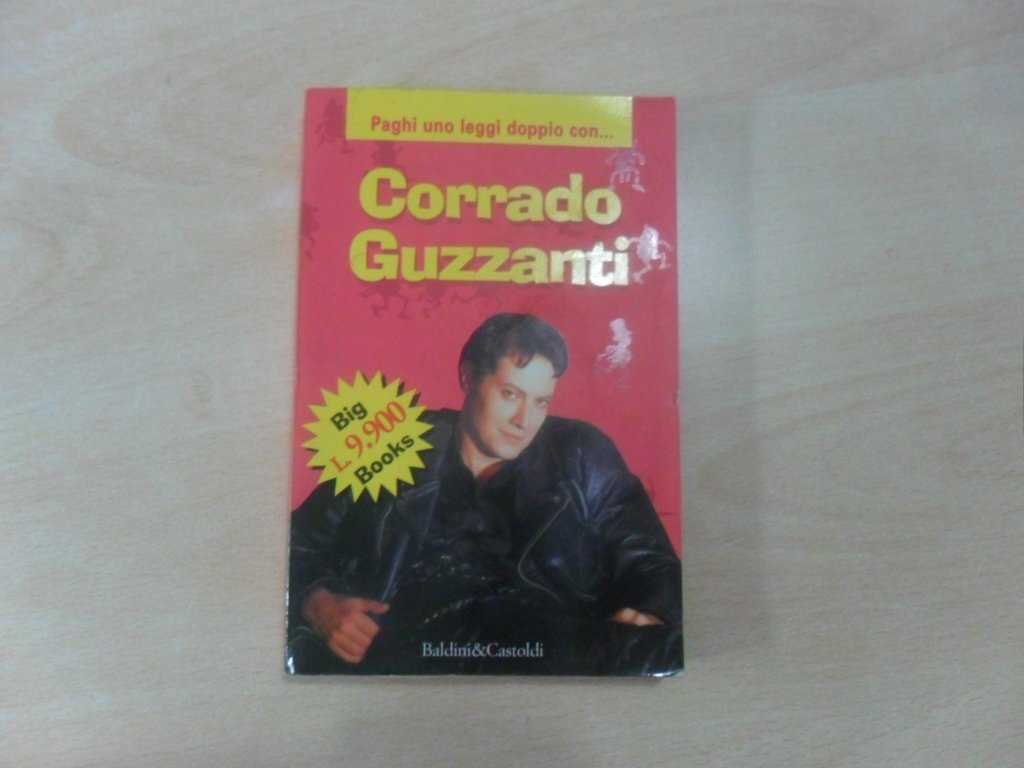 Paghi uno leggi doppio con...
Corrado
Guzzanti
Big
L. 9.900
Books
Baldini&Castoldi